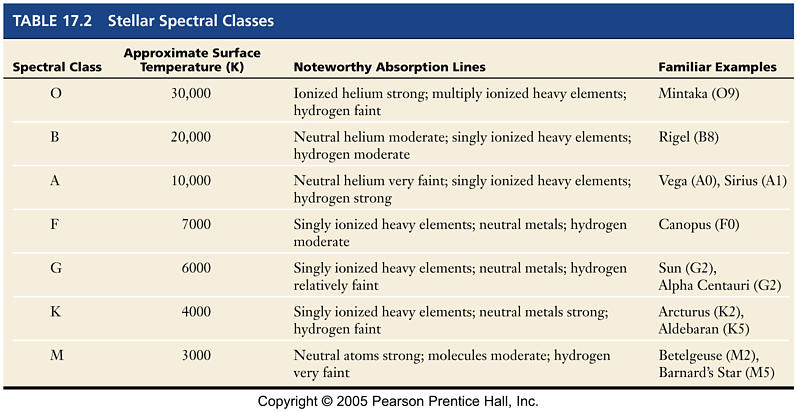 TABLE 17.2 Stellar Spectral Classes
Spectral Class Approximate Surface Temperature (K) Noteworthy Absorption Lines Familiar Examples
O 30,000 Ionized helium strong; multiply ionized heavy elements; Mintaka (O9)
hydrogen faint
B 20,000 Neutral helium moderate; singly ionized heavy elements; Rigel (B8)
hydrogen moderate
A 10,000 Neutral helium very faint; singly ionized heavy elements; Vega (A0), Sirius (A1)
hydrogen strong
F 7000 Singly ionized heavy elements; neutral metals; hydrogen Canopus (F0)
moderate
G 6000 Singly ionized heavy elements; neutral metals; hydrogen Sun (G2),
relatively faint Alpha Centauri (G2)
K 4000 Singly ionized heavy elements; neutral metals strong; Arcturus (K2),
hydrogen faint Aldebaran (K5)
M 3000 Neutral atoms strong; molecules moderate; hydrogen Betelgeuse (M2),
very faint Barnard's Star (M5)
Copyright © 2005 Pearson Prentice Hall, Inc.